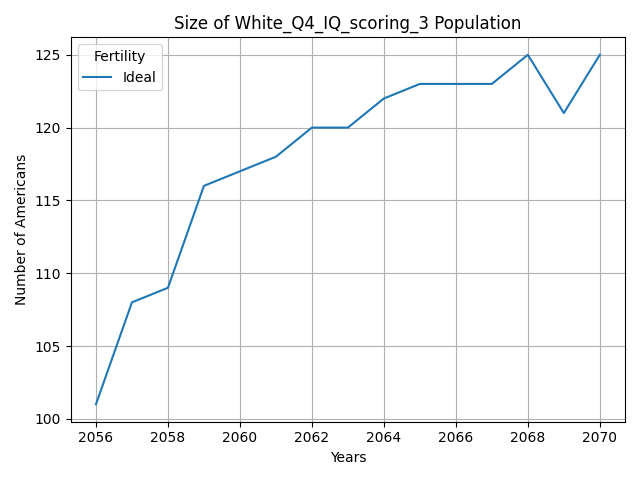 Size of White_Q4_IQ_scoring_3 Population
Fertility
Ideal
Number of Americans
125
120
115
110
105
100
2056 2058 2060 2062 2064 2066 2068 2070
Years